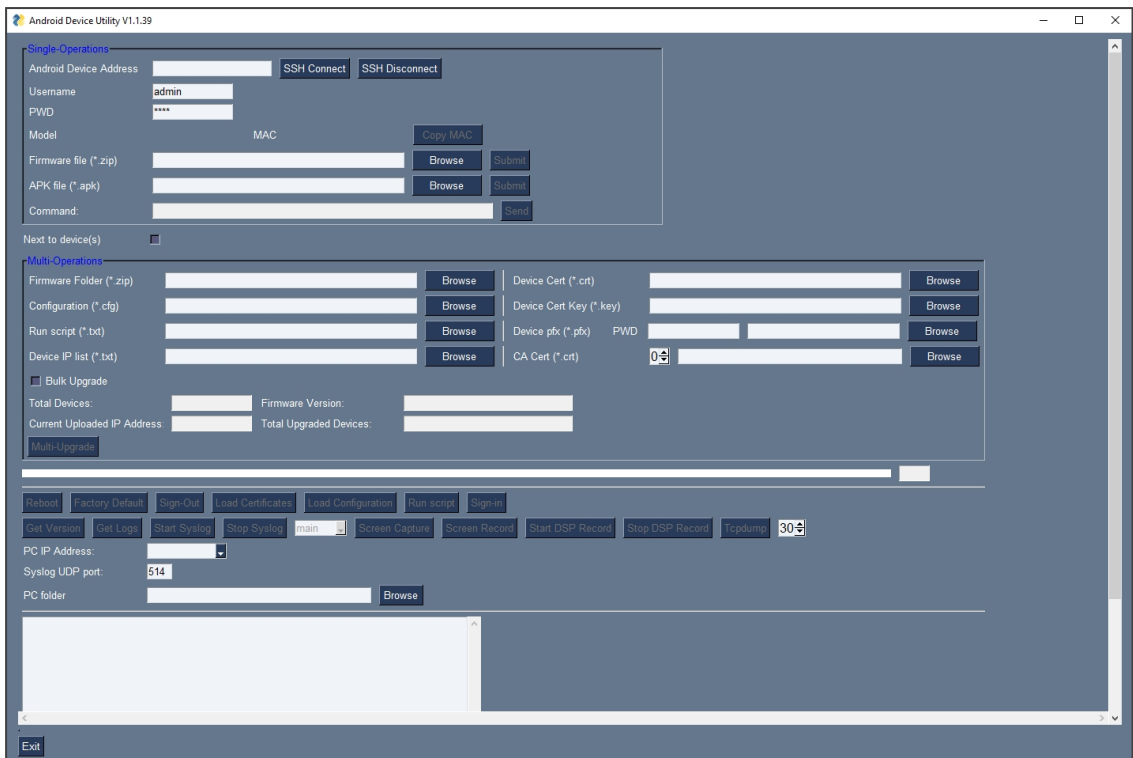 Android Device Utility V1.1.39
Single-Operations
Android Device Address SSH Connect SSH Disconnect
Username admin
PWD ****
Model MAC Copy MAC
Firmware file (*.zip) Browse Submit
APK file (*.apk) Browse Submit
Command: Send
Next to device(s)
Multi-Operations
Firmware Folder (*.zip) Browse Device Cert (*.crt) Browse
Configuration (*.cfg) Browse Device Cert Key (*.key) Browse
Run script (*.txt) Browse Device pfx (*.pfx) PWD Browse
Device IP list (*.txt) Browse CA Cert (*.crt) 0 Browse
Bulk Upgrade
Total Devices: Firmware Version:
Current Uploaded IP Address: Total Upgraded Devices:
Multi-Upgrade
Reboot Factory Default Sign-Out Load Certificates Load Configuration Run script Sign-in
Get Version Get Logs Start Syslog Stop Syslog main Screen Capture Screen Record Start DSP Record Stop DSP Record Tcpdump 30
PC IP Address:
Syslog UDP port: 514
PC folder Browse
Exit